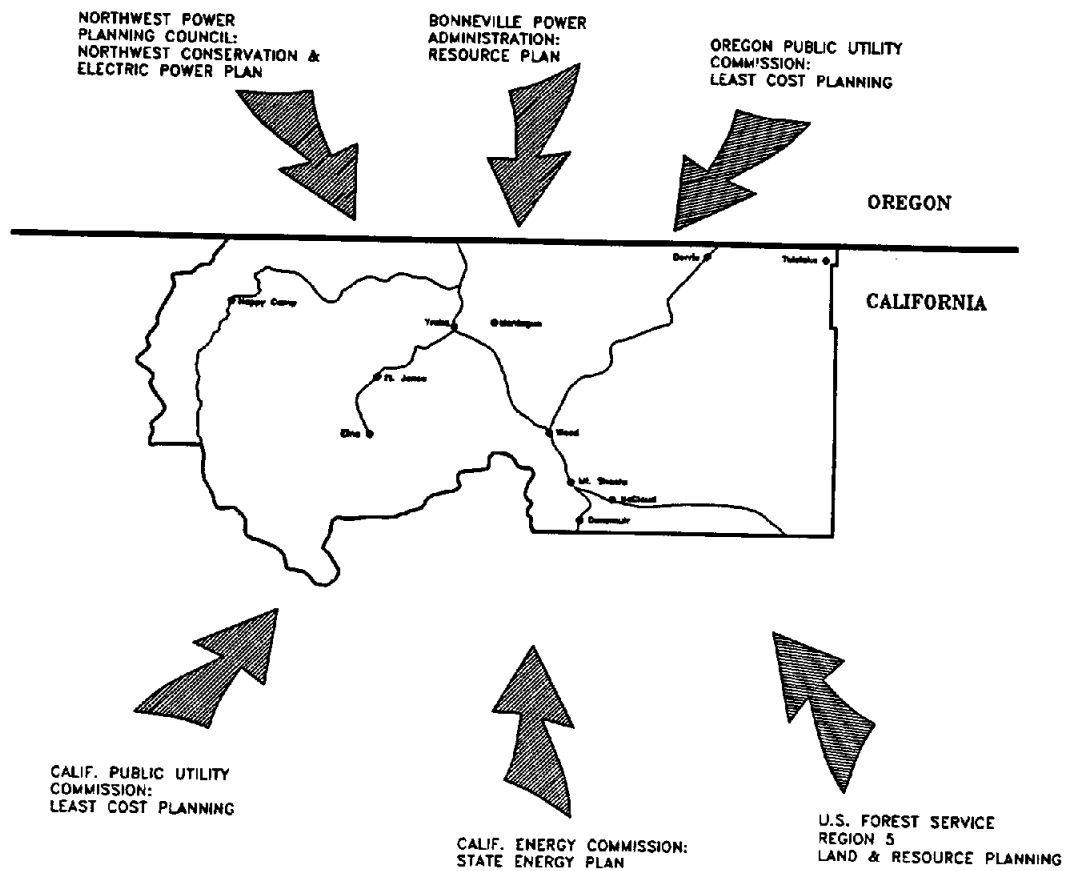 NORTHWEST POWER
PLANNING COUNCIL:
NORTHWEST CONSERVATION &
ELECTRIC POWER PLAN
BONNEVILLE POWER
ADMINISTRATION:
RESOURCE PLAN
OREGON PUBLIC UTILITY
COMMISSION:
LEAST COST PLANNING
OREGON
CALIFORNIA
Dorris
Tulelake
Happy Camp
Yreka
Montague
Ft. Jones
Etna
Weed
Mt. Shasta
McCloud
Dunsmuir
CALIF. PUBLIC UTILITY
COMMISSION:
LEAST COST PLANNING
CALIF. ENERGY COMMISSION:
STATE ENERGY PLAN
U.S. FOREST SERVICE
REGION 5
LAND & RESOURCE PLANNING